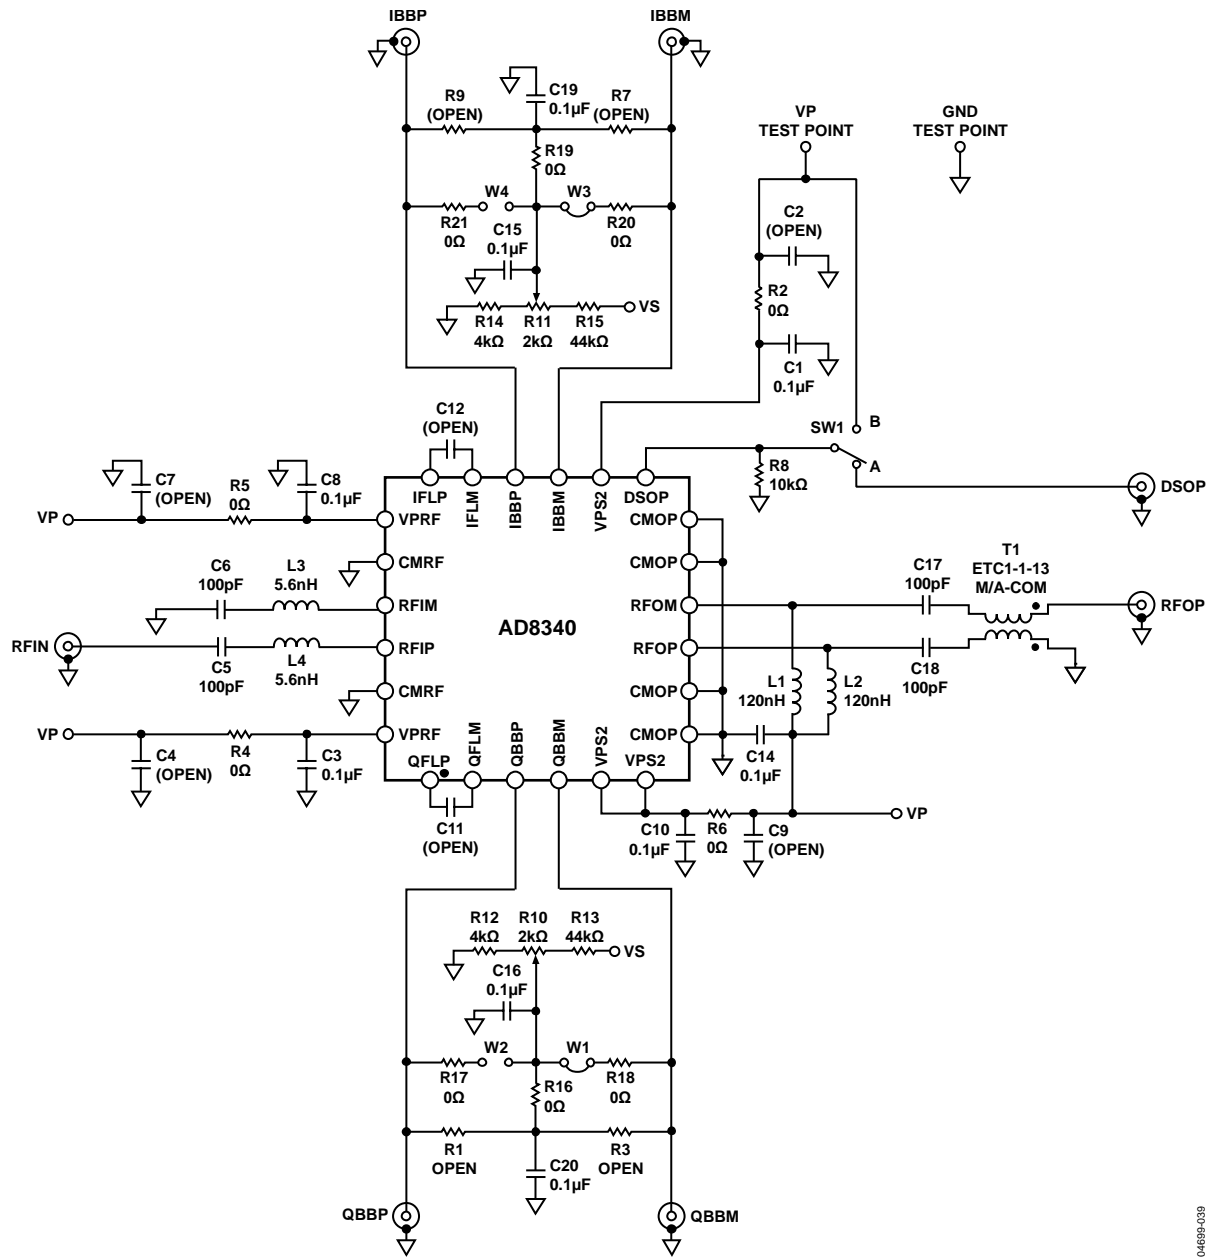 IBBP
IBBM
R9
(OPEN)
C19
0.1µF
R7
(OPEN)
VP
TEST POINT
GND
TEST POINT
R19
0Ω
W4
W3
R21
0Ω
C15
0.1µF
R20
0Ω
C2
(OPEN)
R2
0Ω
VS
R14
4kΩ
R11
2kΩ
R15
44kΩ
C1
0.1µF
C12
(OPEN)
SW1
B
A
R8
10kΩ
DSOP
C7
(OPEN)
R5
0Ω
C8
0.1µF
VP
IFLP
IFLM
IBBP
IBBM
VPS2
DSOP
VPRF
CMOP
CMRF
CMOP
C6
100pF
L3
5.6nH
RFIM
RFOM
C17
100pF
T1
ETC1-1-13
M/A-COM
RFOP
AD8340
RFIN
C5
100pF
L4
5.6nH
RFIP
RFOP
C18
100pF
L1
120nH
L2
120nH
CMRF
CMOP
VP
VPRF
CMOP
C4
(OPEN)
R4
0Ω
C3
0.1µF
QFLP
QFLM
QBBP
QBBM
VPS2
VPS2
C14
0.1µF
C11
(OPEN)
C10
0.1µF
R6
0Ω
C9
(OPEN)
VP
R12
4kΩ
R10
2kΩ
R13
44kΩ
VS
C16
0.1µF
W2
W1
R17
0Ω
R16
0Ω
R18
0Ω
R1
OPEN
R3
OPEN
C20
0.1µF
QBBP
QBBM
04699-039